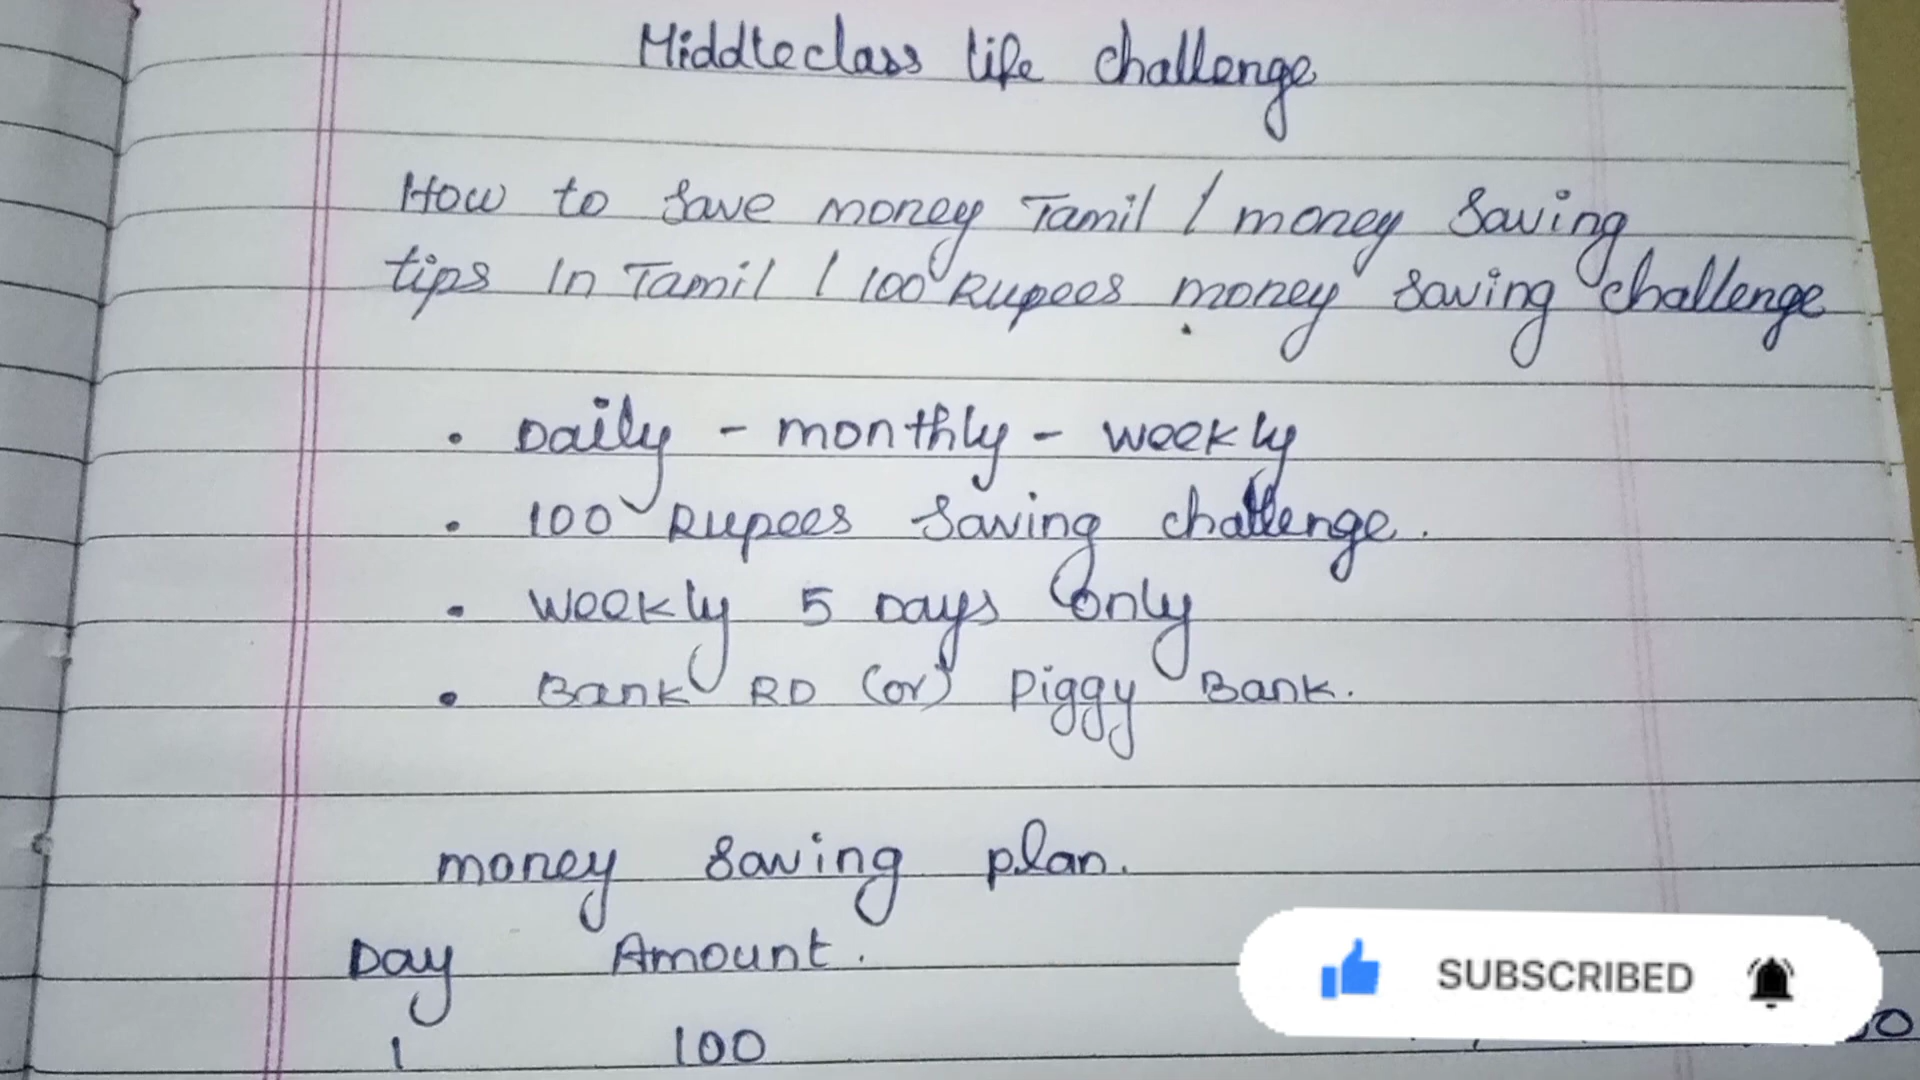 Middleclass life challenge
How to save money Tamil / money saving
tips In Tamil / 100 Rupees money saving challenge
• Daily - monthly - weekly
• 100 Rupees saving challenge.
• weekly 5 Days only
• Bank RD (or) Piggy Bank.
money saving plan.
Day Amount.
SUBSCRIBED
1 100